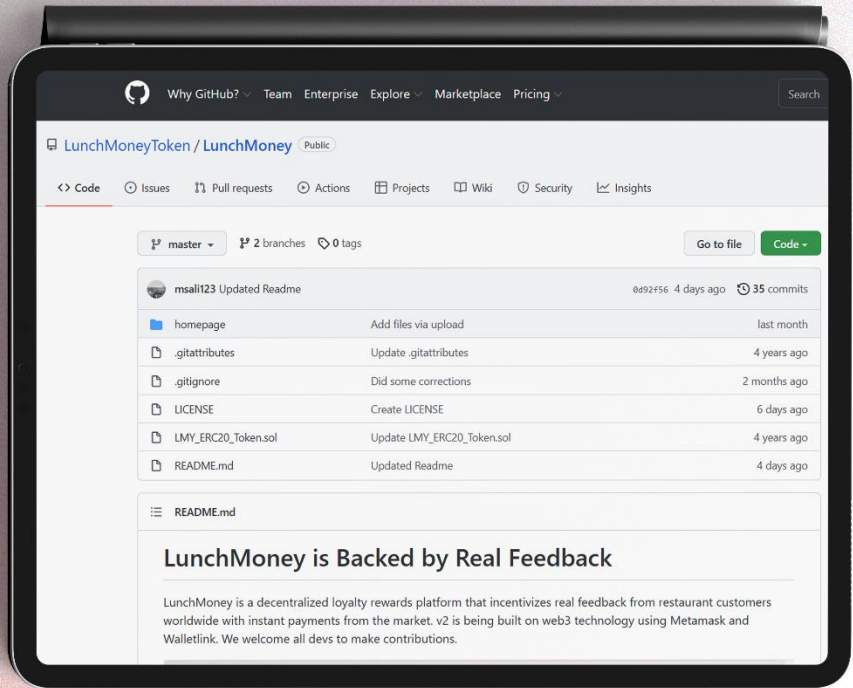 Why GitHub? Team Enterprise Explore Marketplace Pricing Search
LunchMoneyToken / LunchMoney Public
<> Code Issues Pull requests Actions Projects Wiki Security Insights
master 2 branches 0 tags Go to file Code
msali123 Updated Readme 0d92f56 4 days ago 35 commits
homepage Add files via upload last month
.gitattributes Update .gitattributes 4 years ago
.gitignore Did some corrections 2 months ago
LICENSE Create LICENSE 6 days ago
LMY_ERC20_Token.sol Update LMY_ERC20_Token.sol 4 years ago
README.md Updated Readme 4 days ago
README.md
LunchMoney is Backed by Real Feedback
LunchMoney is a decentralized loyalty rewards platform that incentivizes real feedback from restaurant customers
worldwide with instant payments from the market. v2 is being built on web3 technology using Metamask and
Walletlink. We welcome all devs to make contributions.